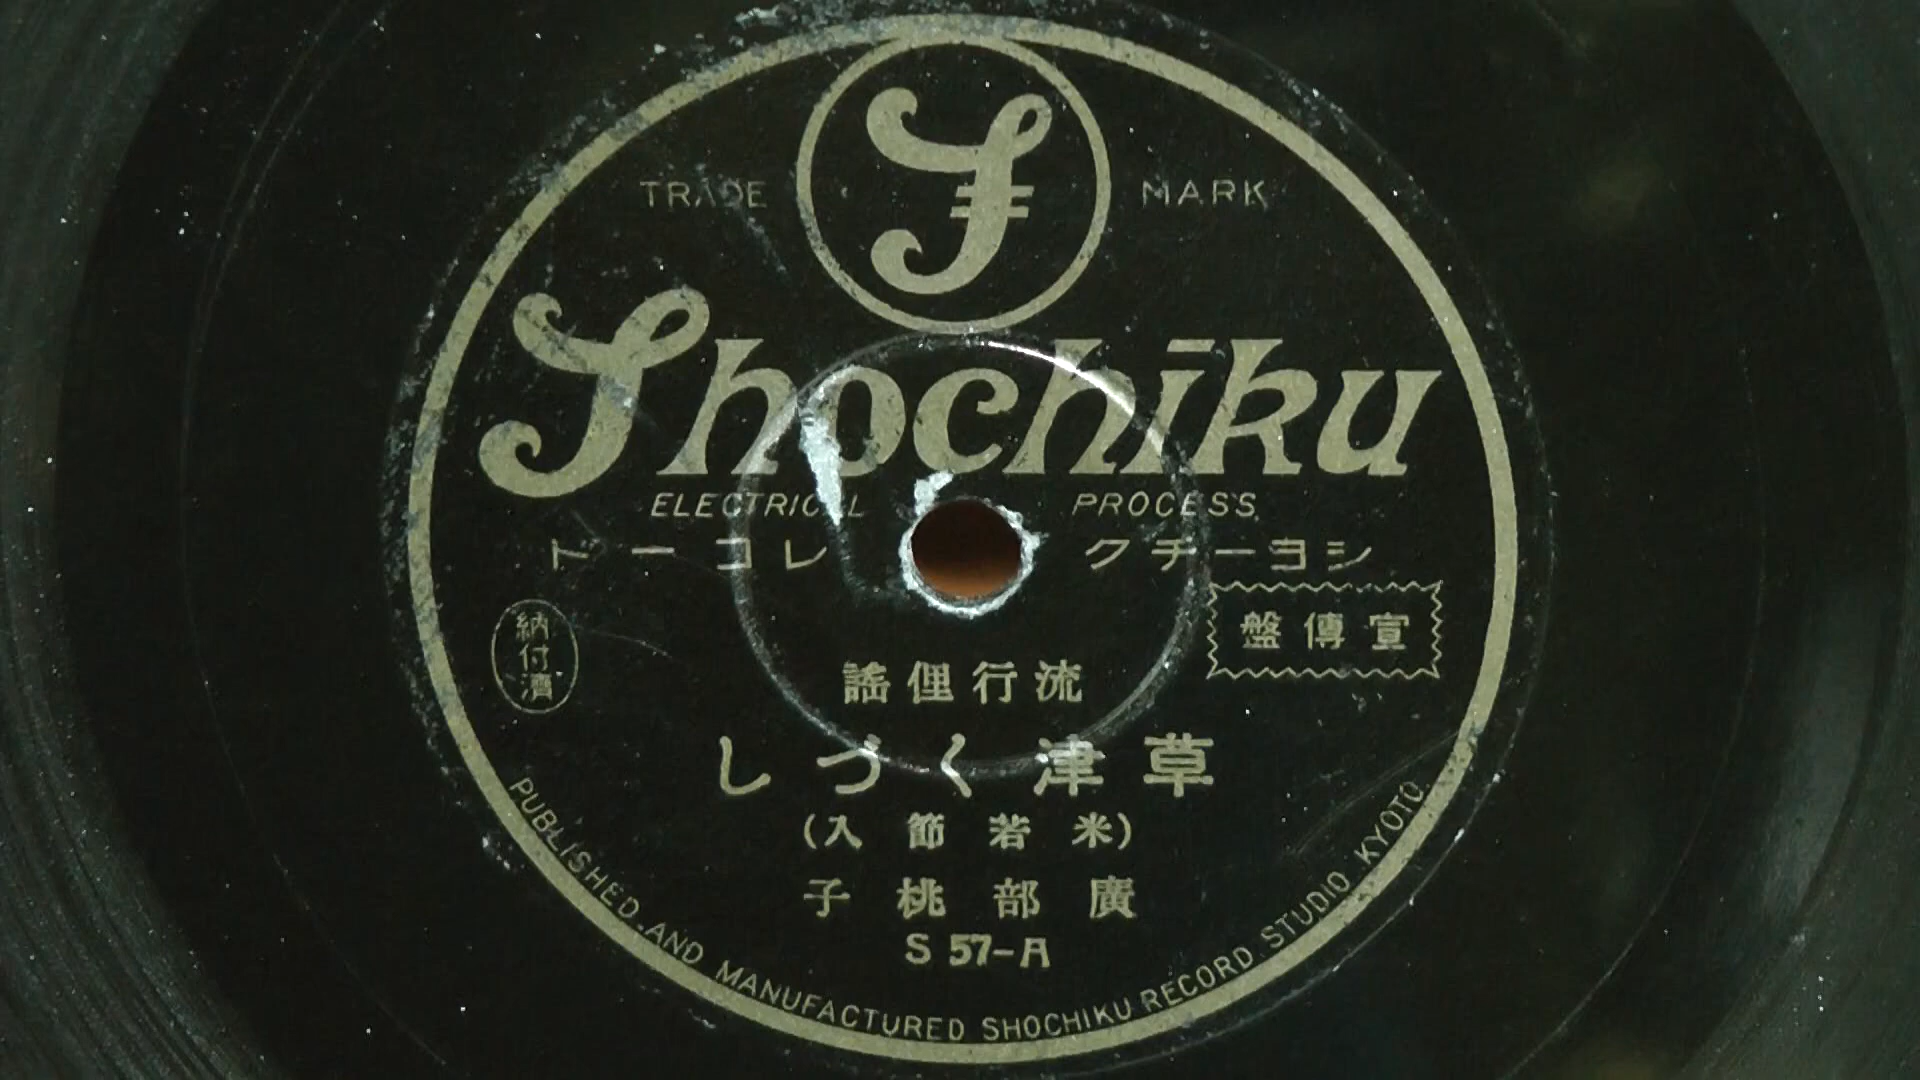 TRADE MARK
Shochiku
ELECTRICAL PROCESS
シヨーチク レコード
宣傳盤
納付濟
流行俚謠
草津くづし
(米若節入)
廣部桃子
S 57-A
PUBLISHED AND MANUFACTURED SHOCHIKU RECORD STUDIO KYOTO